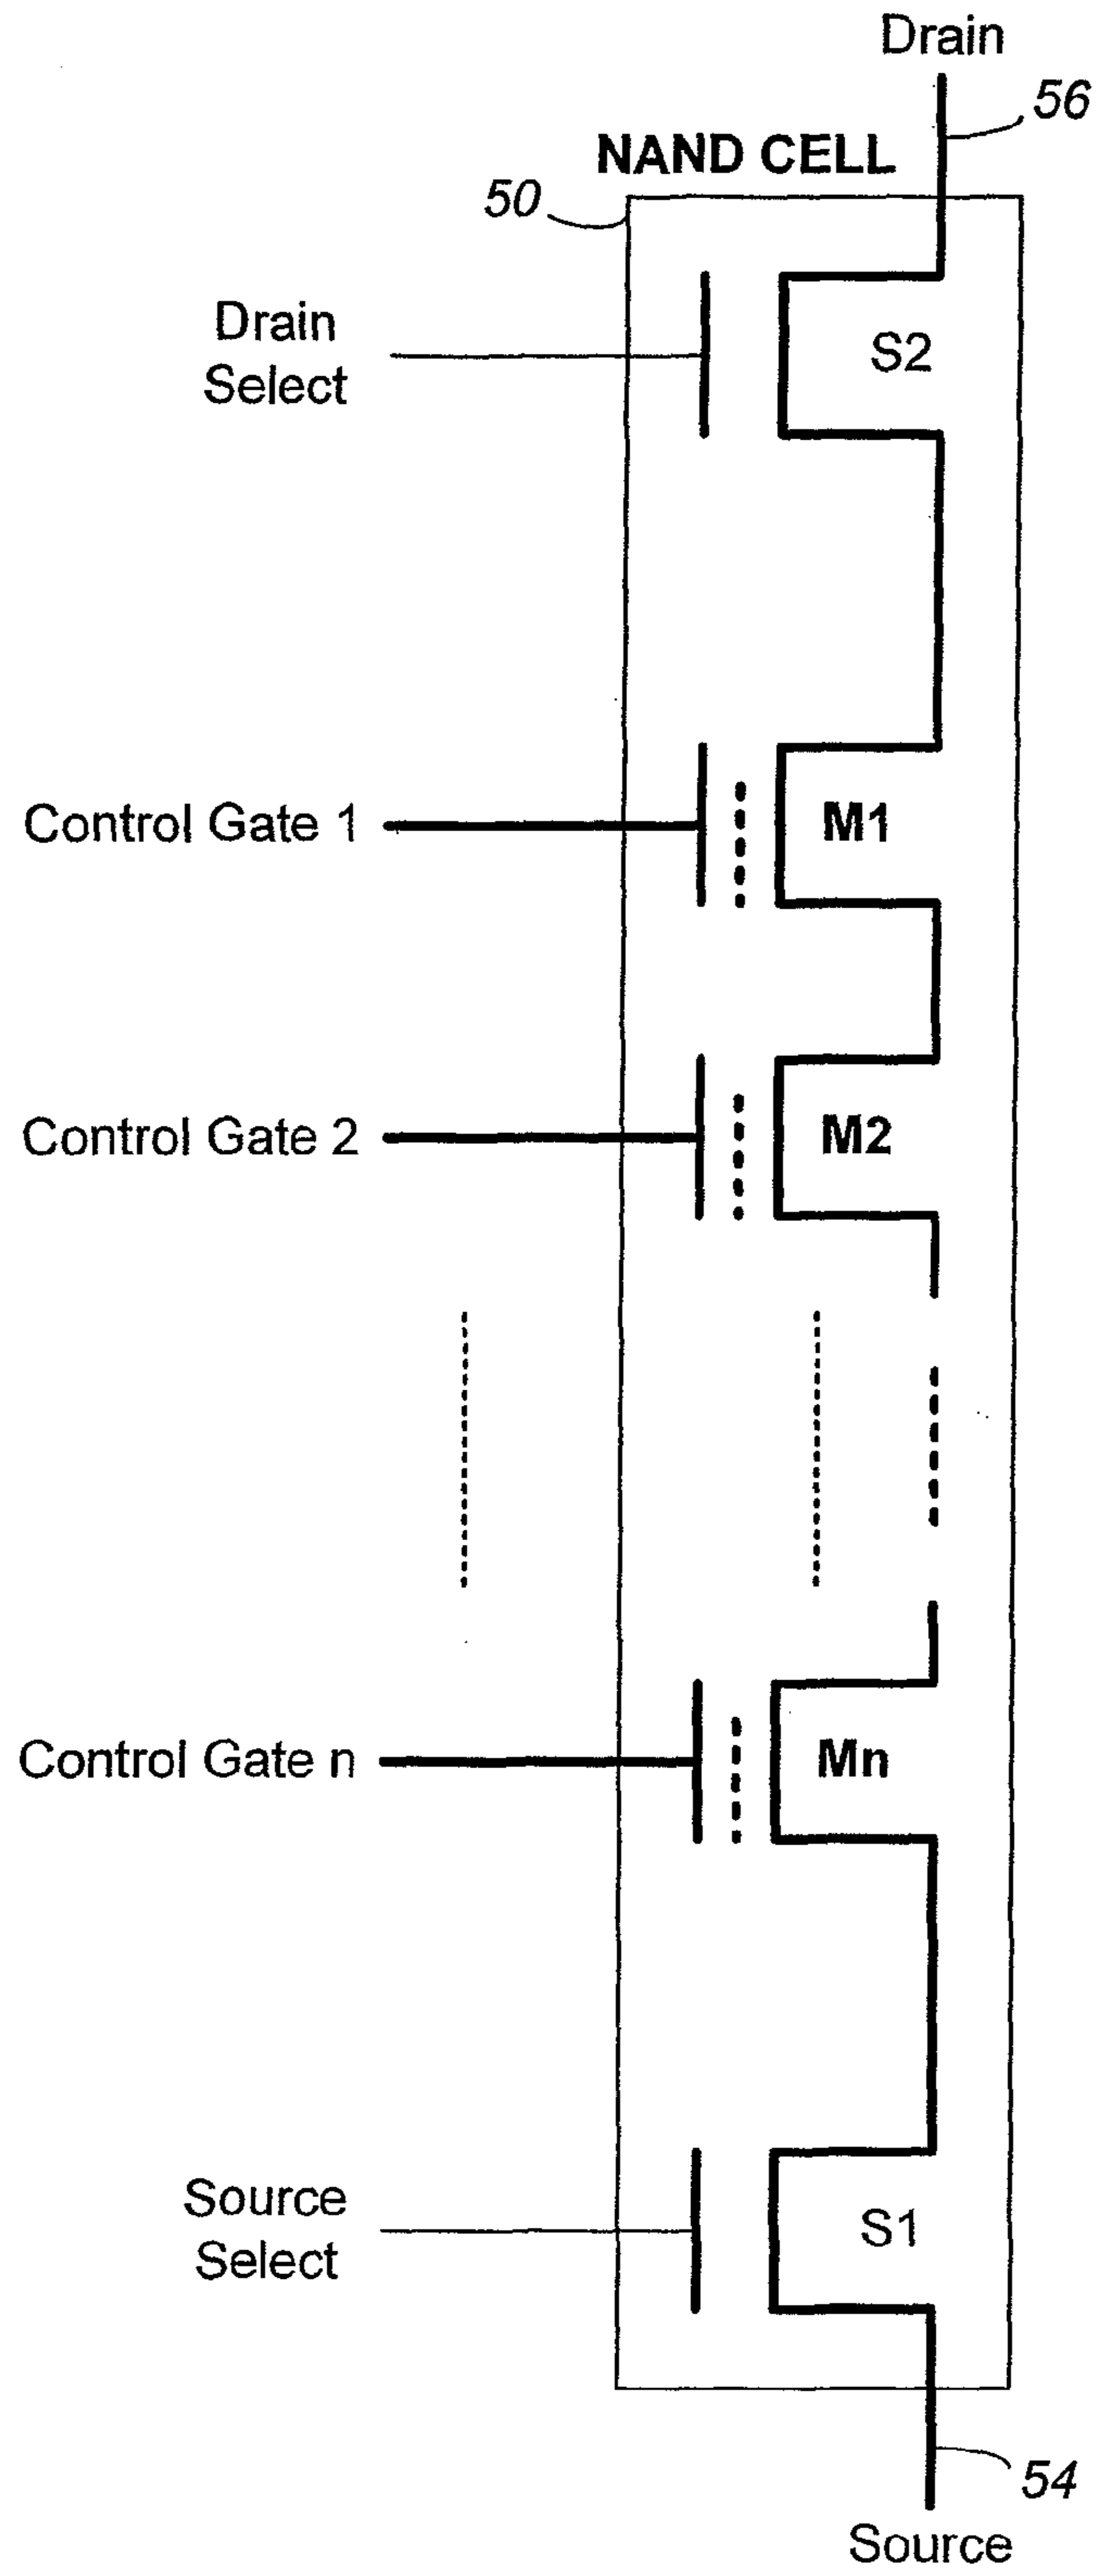 Drain
56
NAND CELL
50
Drain
Select
S2
Control Gate 1
M1
Control Gate 2
M2
Control Gate n
Mn
Source
Select
S1
54
Source